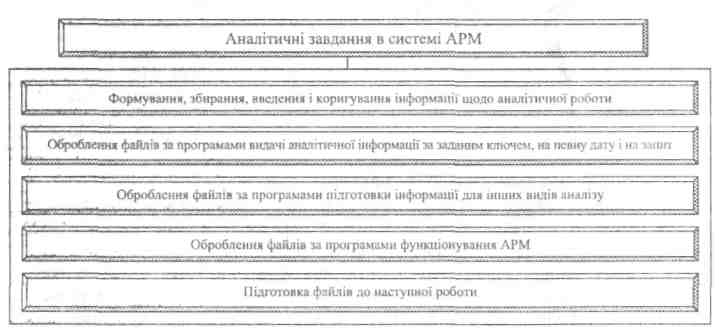 Аналітичні завдання в системі АРМ
Формування, збирання, введення і коригування інформації щодо аналітичної роботи
Оброблення файлів за програмами видачі аналітичної інформації за заданим ключем, на певну дату і на запит
Оброблення файлів за програмами підготовки інформації для інших видів аналізу
Оброблення файлів за програмами функціонування АРМ
Підготовка файлів до наступної роботи